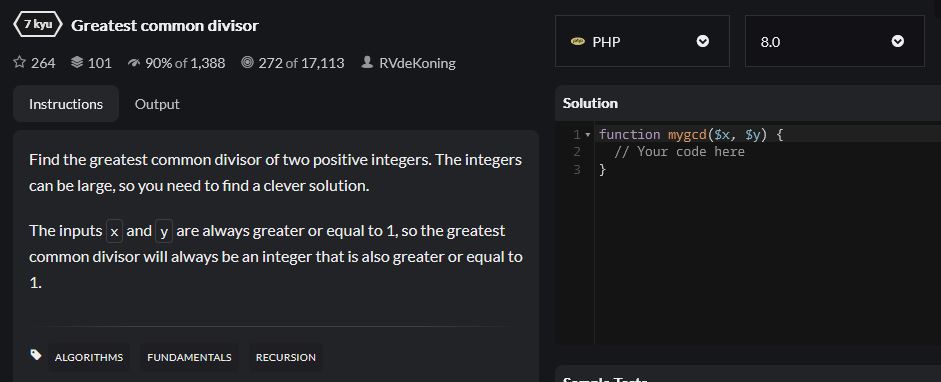 7 kyu Greatest common divisor
264 101 90% of 1,388 272 of 17,113 RVdeKoning
Instructions Output
Find the greatest common divisor of two positive integers. The integers
can be large, so you need to find a clever solution.
The inputs x and y are always greater or equal to 1, so the greatest
common divisor will always be an integer that is also greater or equal to
1.
ALGORITHMS FUNDAMENTALS RECURSION
php PHP 8.0
Solution
1 function mygcd($x, $y) {
2 // Your code here
3 }
Sample Tests